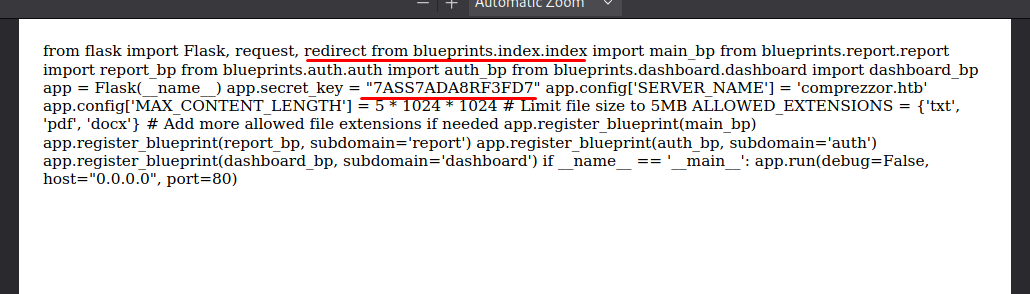 Automatic Zoom
from flask import Flask, request, redirect from blueprints.index.index import main_bp from blueprints.report.report
import report_bp from blueprints.auth.auth import auth_bp from blueprints.dashboard.dashboard import dashboard_bp
app = Flask(__name__) app.secret_key = "7ASS7ADA8RF3FD7" app.config['SERVER_NAME'] = 'comprezzor.htb'
app.config['MAX_CONTENT_LENGTH'] = 5 * 1024 * 1024 # Limit file size to 5MB ALLOWED_EXTENSIONS = {'txt',
'pdf', 'docx'} # Add more allowed file extensions if needed app.register_blueprint(main_bp)
app.register_blueprint(report_bp, subdomain='report') app.register_blueprint(auth_bp, subdomain='auth')
app.register_blueprint(dashboard_bp, subdomain='dashboard') if __name__ == '__main__': app.run(debug=False,
host="0.0.0.0", port=80)